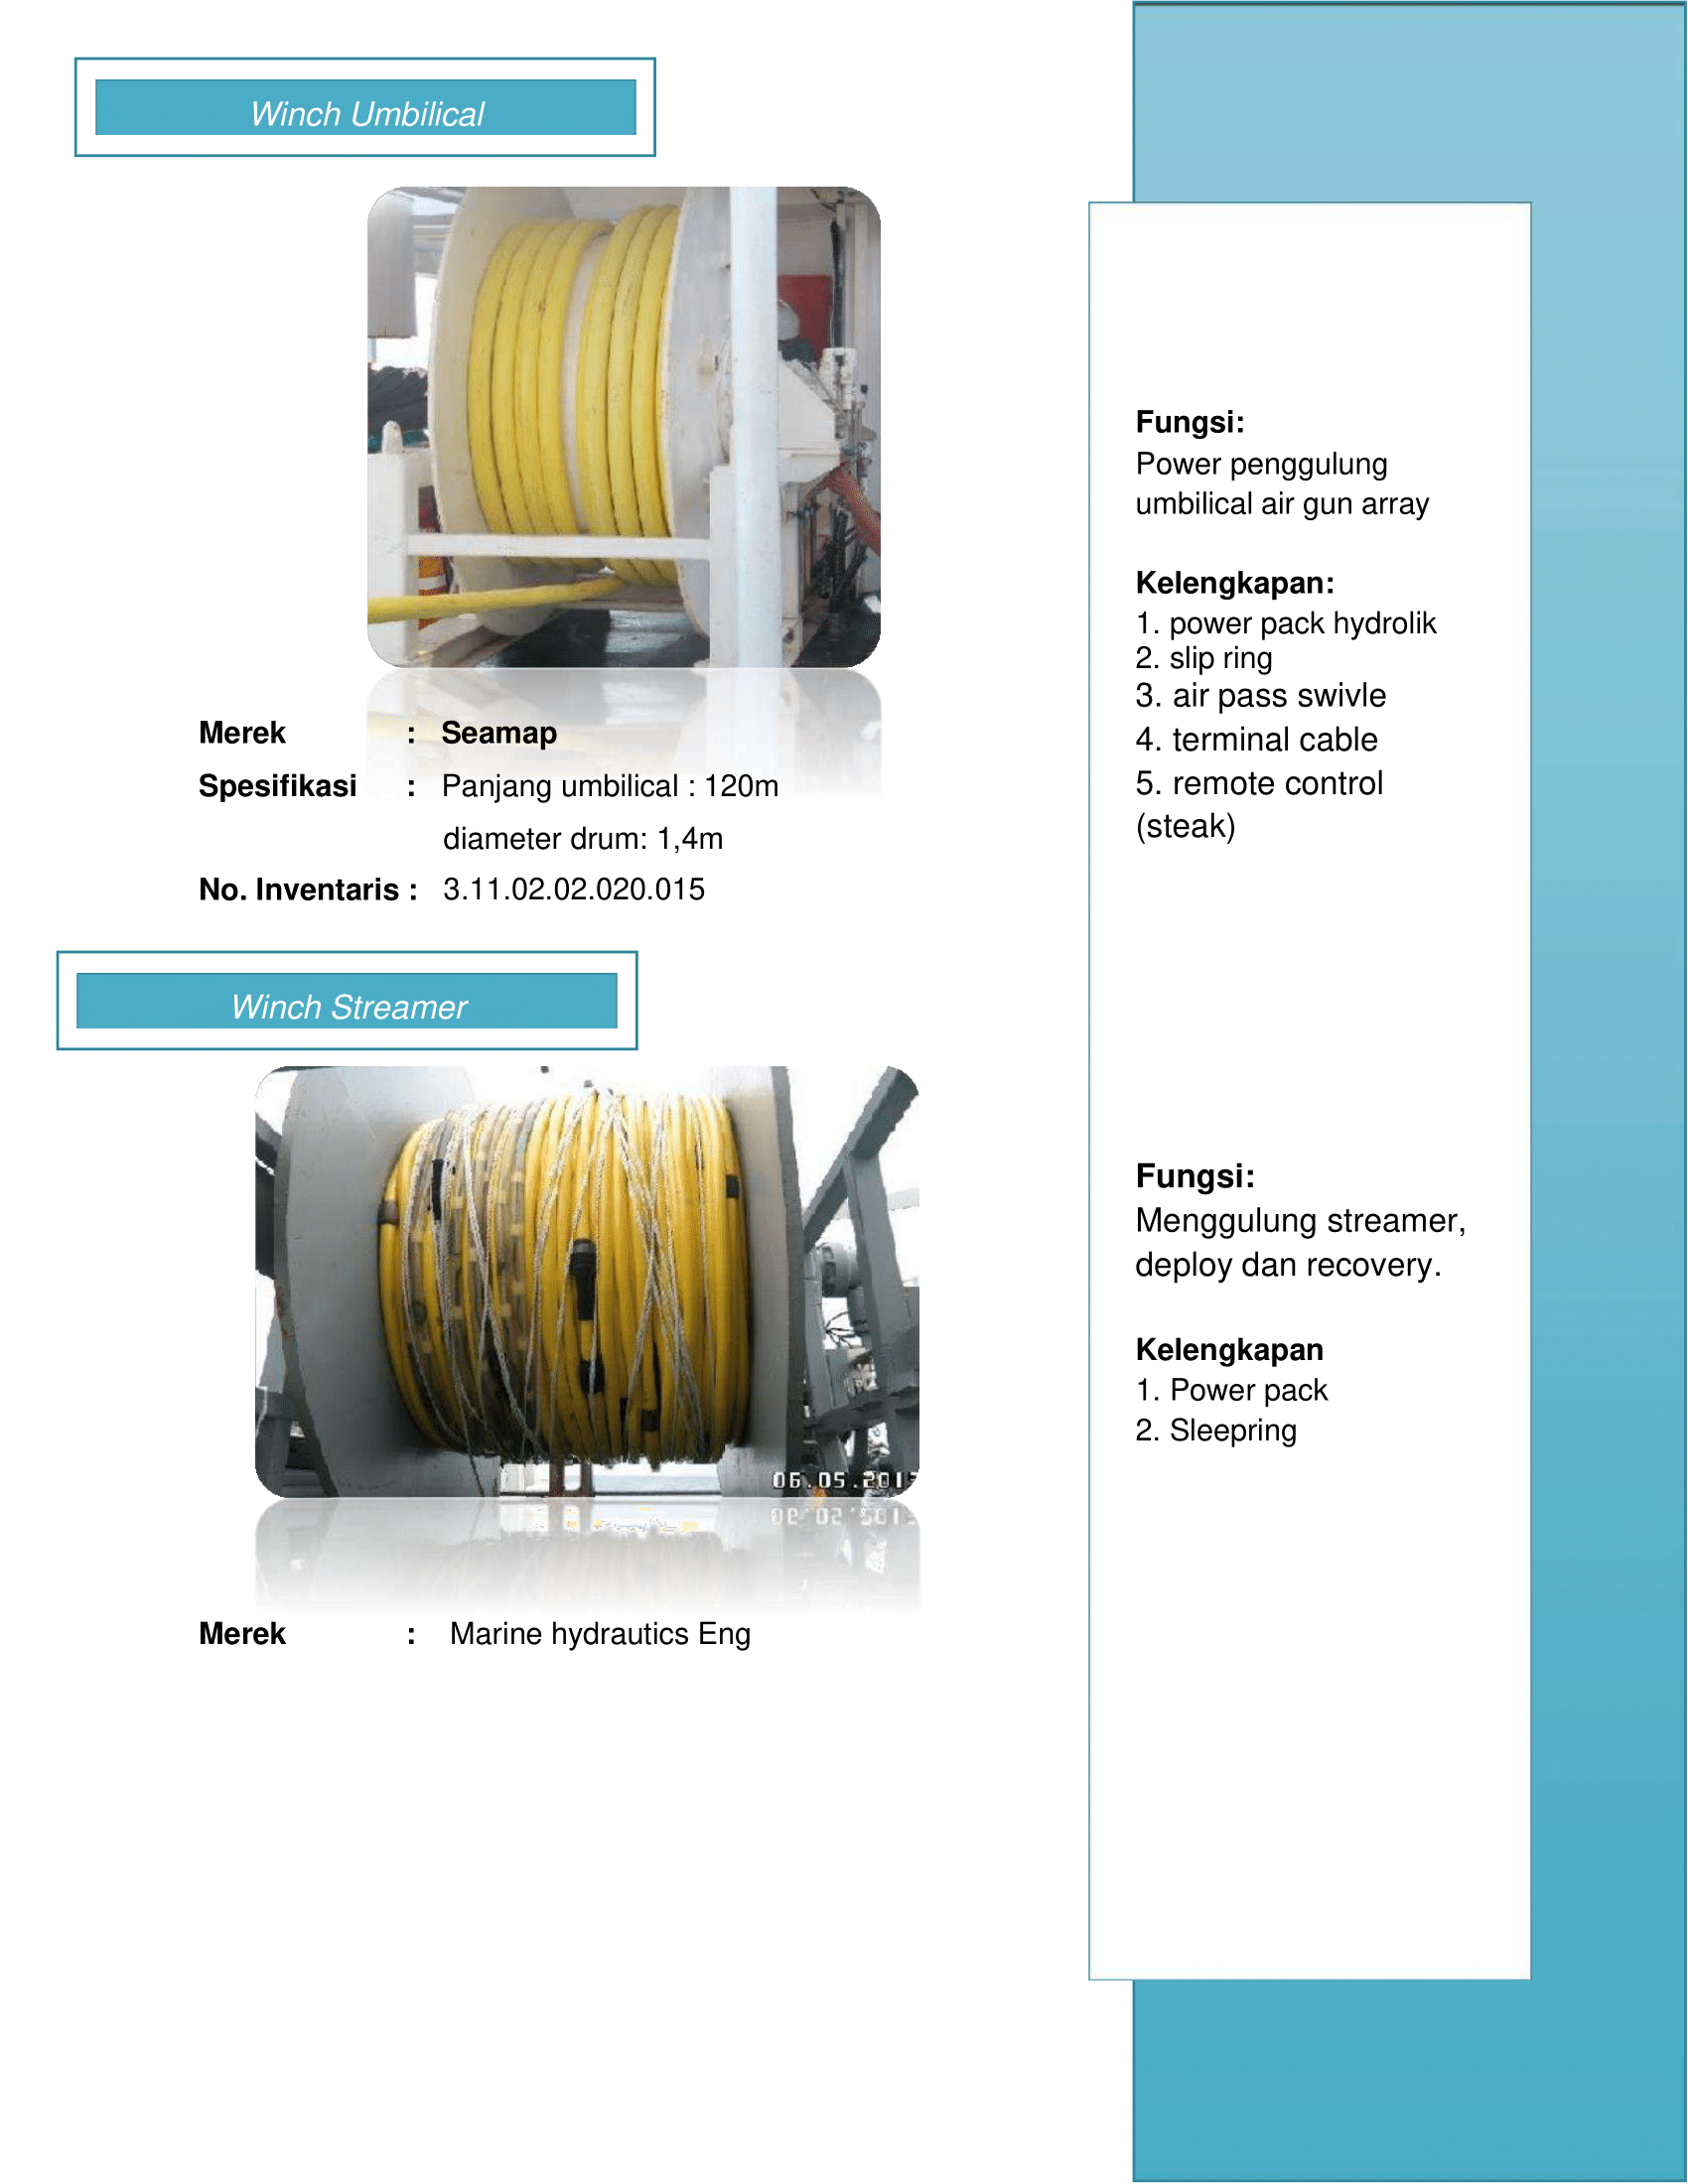 Winch Umbilical
Merek : Seamap
Spesifikasi : Panjang umbilical : 120m
diameter drum: 1,4m
No. Inventaris : 3.11.02.02.020.015
Fungsi:
Power penggulung
umbilical air gun array
Kelengkapan:
1. power pack hydrolik
2. slip ring
3. air pass swivle
4. terminal cable
5. remote control
(steak)
Winch Streamer
06.05.201
Merek : Marine hydrautics Eng
Fungsi:
Menggulung streamer,
deploy dan recovery.
Kelengkapan
1. Power pack
2. Sleepring